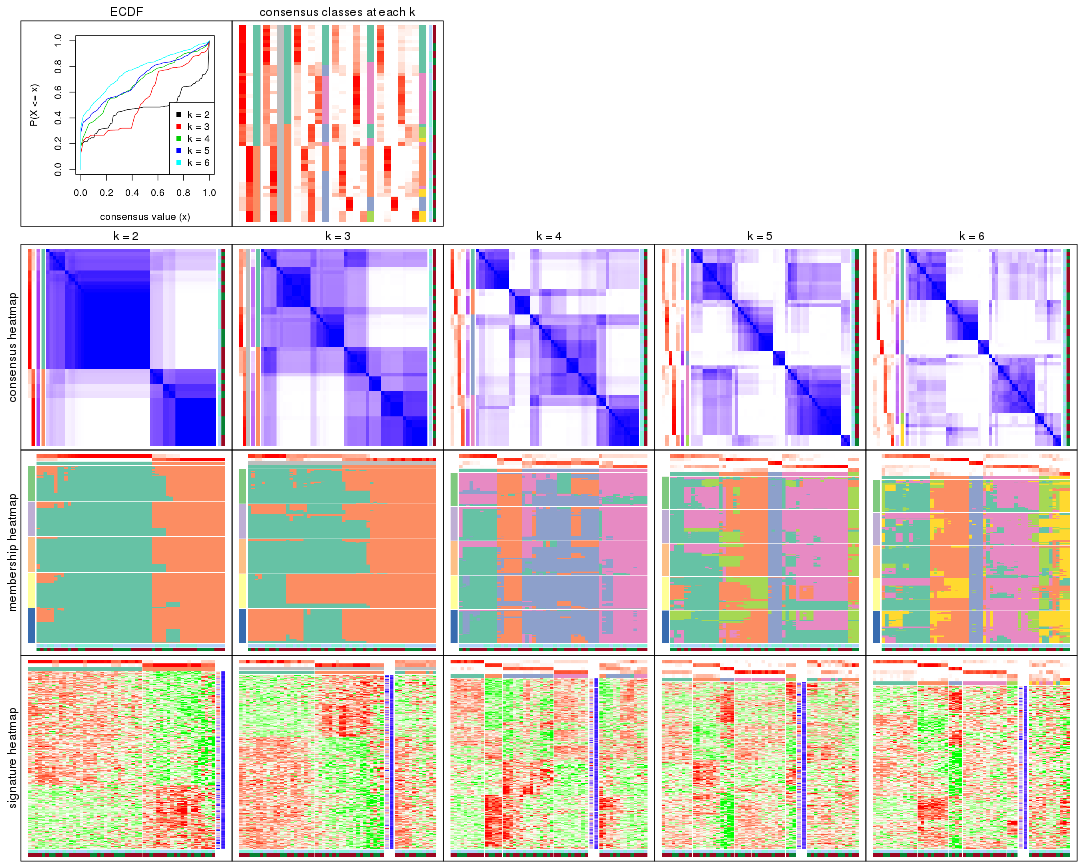 ECDF
consensus classes at each k
P(X <= x)
0.0
0.2
0.4
0.6
0.8
1.0
k = 2
k = 3
k = 4
k = 5
k = 6
0.0 0.2 0.4 0.6 0.8 1.0
consensus value (x)
k = 2
k = 3
k = 4
k = 5
k = 6
consensus heatmap
membership heatmap
signature heatmap